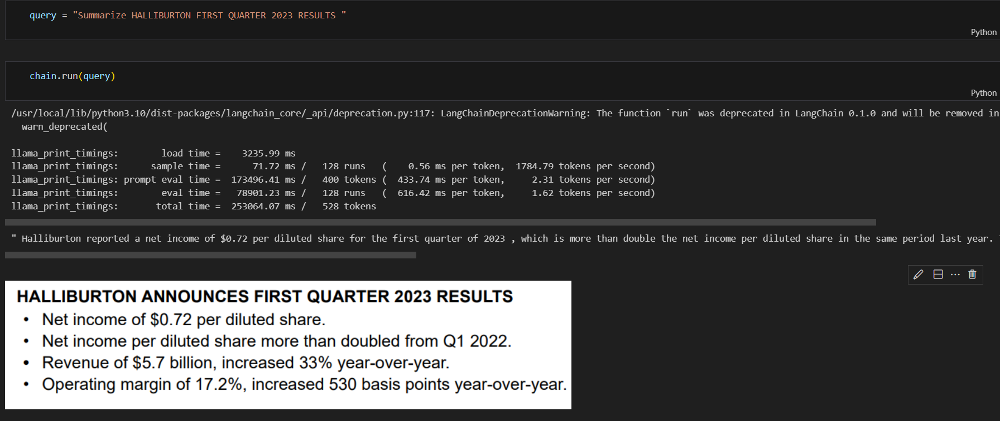 query = "Summarize HALLIBURTON FIRST QUARTER 2023 RESULTS "
Python
chain.run(query)
Python
/usr/local/lib/python3.10/dist-packages/langchain_core/_api/deprecation.py:117: LangChainDeprecationWarning: The function `run` was deprecated in LangChain 0.1.0 and will be removed in
warn_deprecated(
llama_print_timings:        load time =    3235.99 ms
llama_print_timings:      sample time =      71.72 ms /   128 runs   (    0.56 ms per token,  1784.79 tokens per second)
llama_print_timings: prompt eval time =  173496.41 ms /   400 tokens (  433.74 ms per token,     2.31 tokens per second)
llama_print_timings:        eval time =   78901.23 ms /   128 runs   (  616.42 ms per token,     1.62 tokens per second)
llama_print_timings:       total time =  253064.07 ms /   528 tokens
" Halliburton reported a net income of $0.72 per diluted share for the first quarter of 2023 , which is more than double the net income per diluted share in the same period last year.
HALLIBURTON ANNOUNCES FIRST QUARTER 2023 RESULTS
• Net income of $0.72 per diluted share.
• Net income per diluted share more than doubled from Q1 2022.
• Revenue of $5.7 billion, increased 33% year-over-year.
• Operating margin of 17.2%, increased 530 basis points year-over-year.